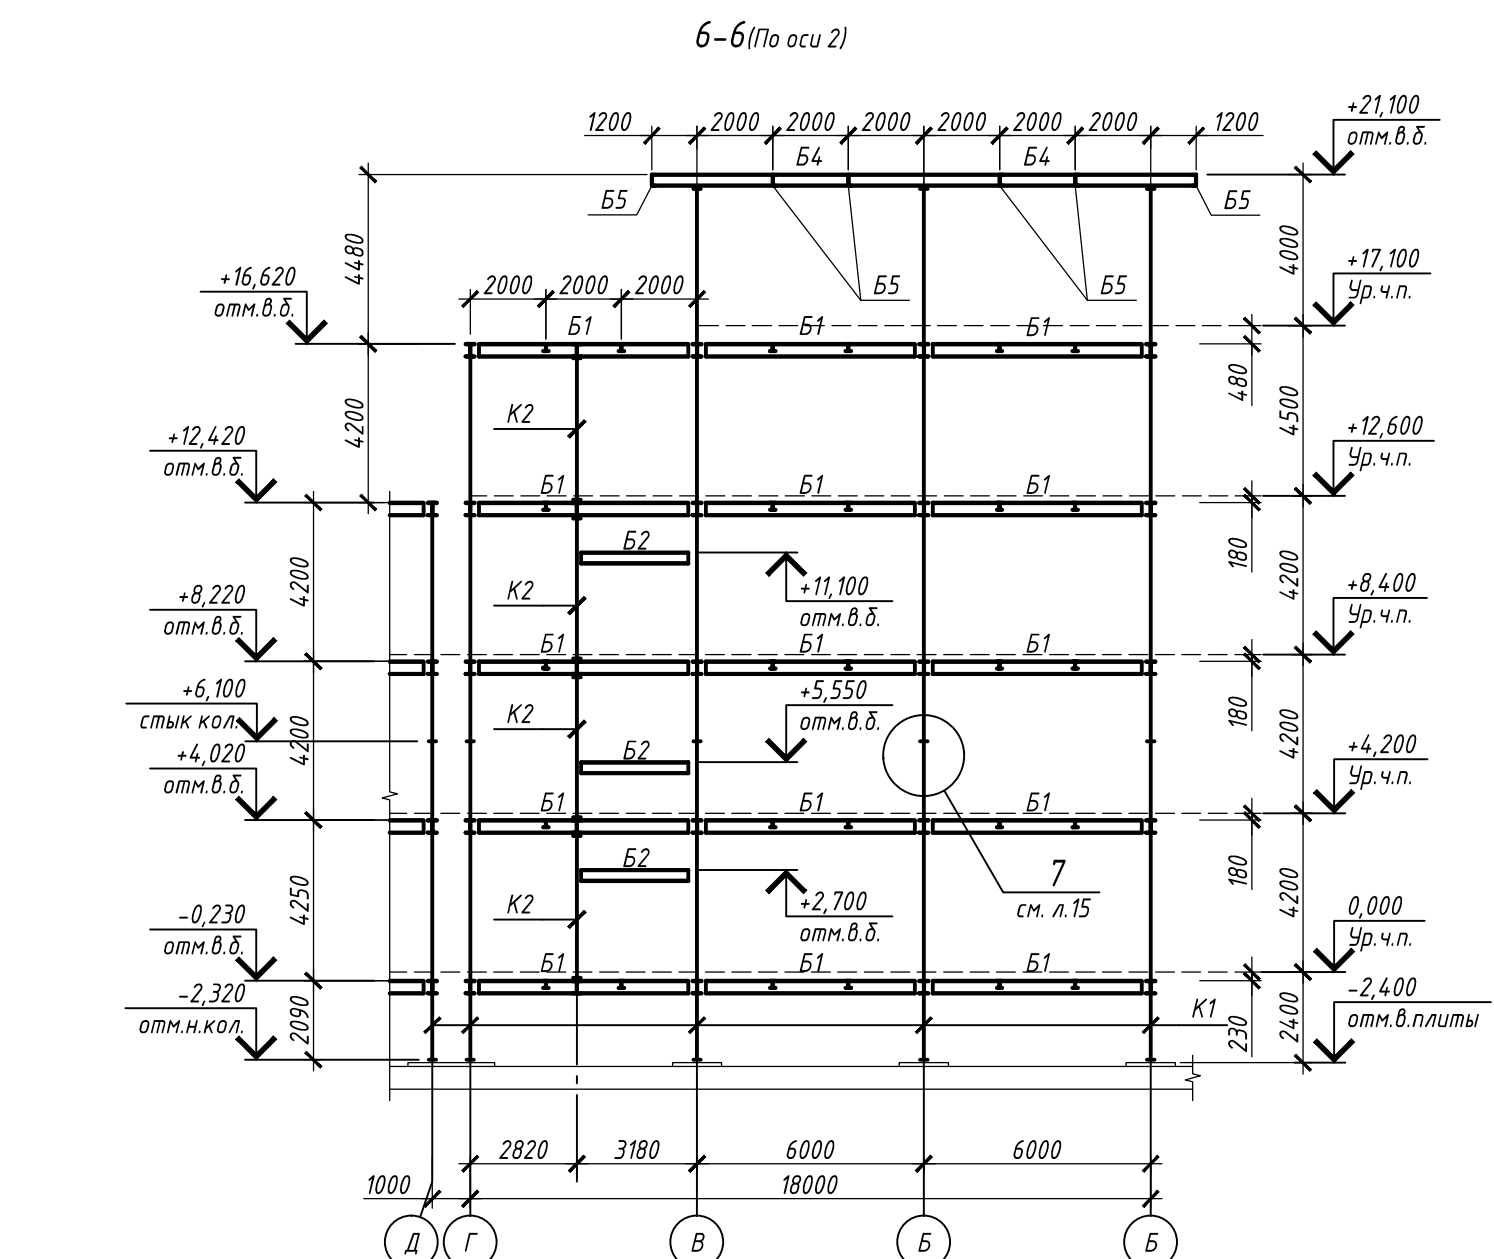 6-6(По оси 2)
1200 2000 2000 2000 2000 2000 2000 1200
+21,100
отм.в.б.
Б4 Б4
Б5 Б5
4480
4000
+17,100
Ур.ч.п.
+16,620
отм.в.б.
2000 2000 2000
Б5 Б5
Б1 Б1 Б1
480
4200
К2
4500
+12,420
отм.в.б.
+12,600
Ур.ч.п.
Б1 Б1 Б1
Б2
180
4200
К2
+11,100
отм.в.б.
4200
+8,220
отм.в.б.
+8,400
Ур.ч.п.
Б1 Б1 Б1
+6,100
стык кол.
+5,550
отм.в.б.
К2
180
4200
4200
Б2
+4,020
отм.в.б.
+4,200
Ур.ч.п.
Б1 Б1 Б1
Б2
7
см. л.15
180
4250
4200
К2
+2,700
отм.в.б.
-0,230
отм.в.б.
0,000
Ур.ч.п.
Б1 Б1 Б1
-2,320
отм.н.кол.
2090
К1
230
2400
-2,400
отм.в.плиты
2820 3180 6000 6000
1000 18000
Д Г В Б Б